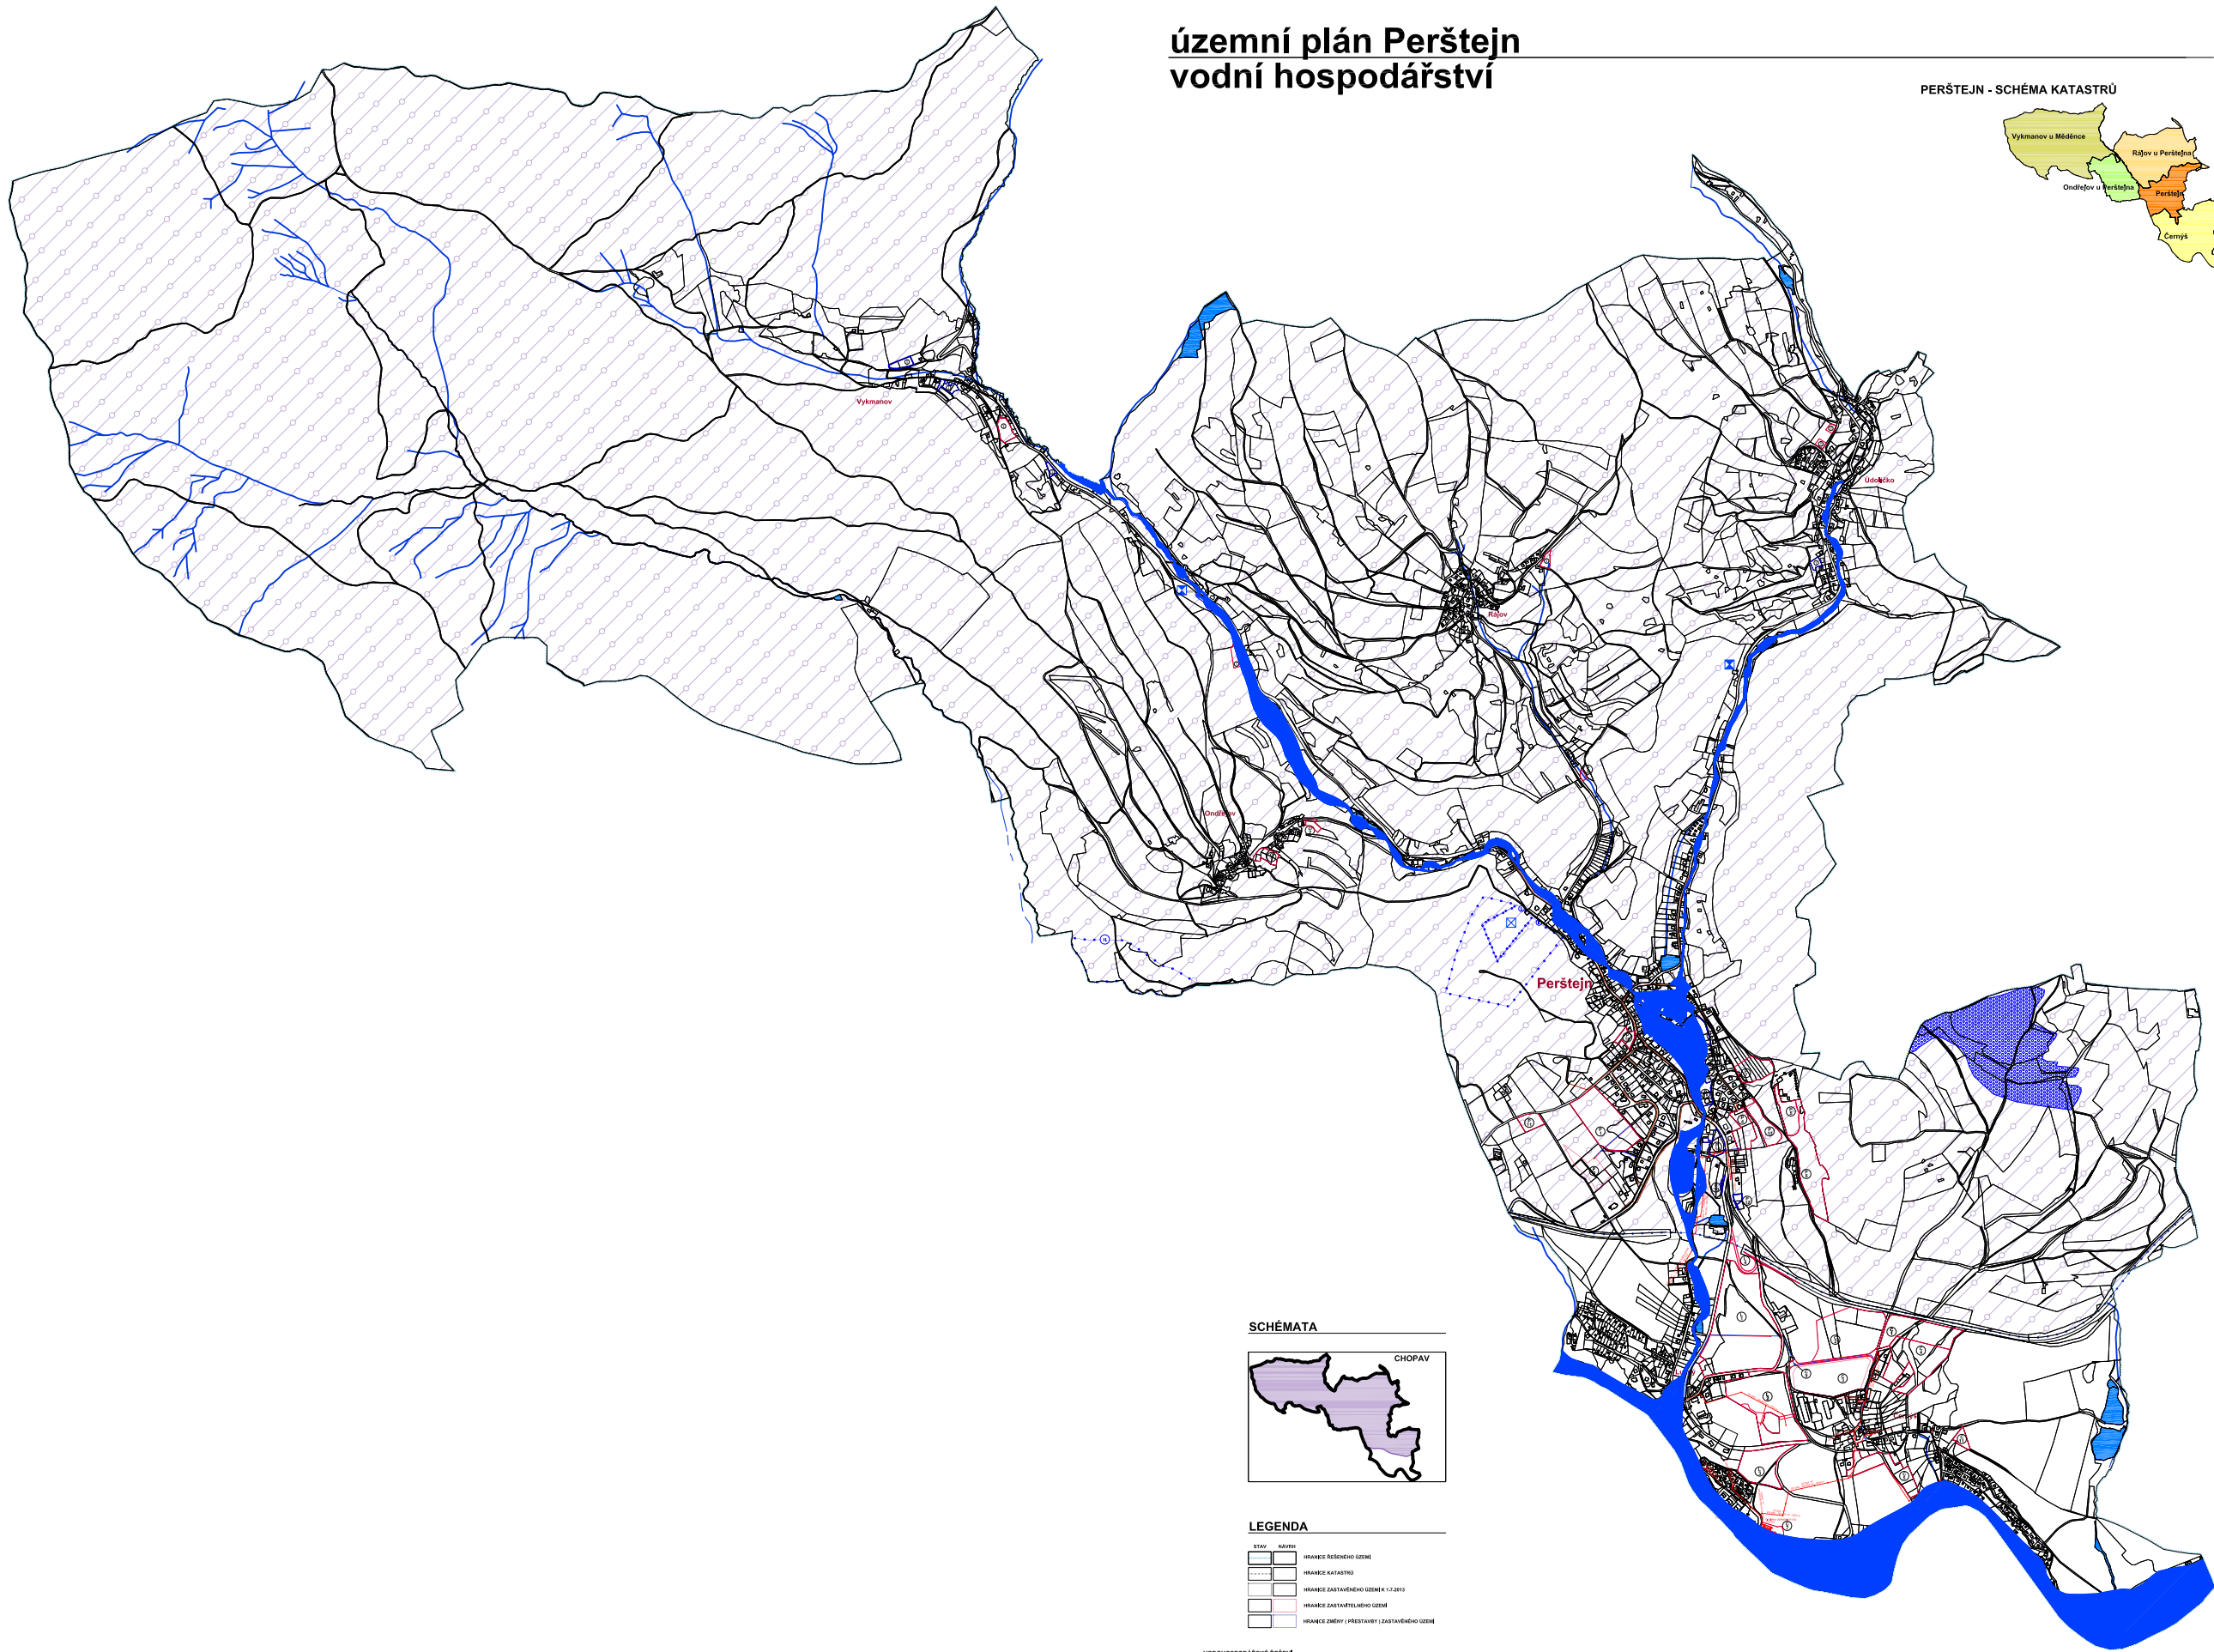 územní plán Perštejn
vodní hospodářství
PERŠTEJN - SCHÉMA KATASTRŮ
Vykmanov u Měděnce
Rájov u Perštejna
Ondřejov u Perštejna
Perštejn
Černýš
Vykmanov
Údolíčko
Rájov
Ondřejov
Perštejn
Černýš
SCHÉMATA
CHOPAV
LEGENDA
STAV NÁVRH
HRANICE ŘEŠENÉHO ÚZEMÍ
HRANICE KATASTRŮ
HRANICE ZASTAVĚNÉHO ÚZEMÍ K 1.7.2013
HRANICE ZASTAVITELNÉHO ÚZEMÍ
HRANICE ZMĚNY ( PŘESTAVBY ) ZASTAVĚNÉHO ÚZEMÍ